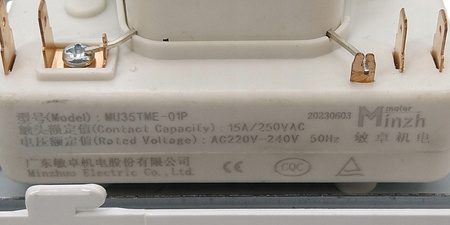 型号(Model) : MU35TME-01P
20230603
motor
Minzh
触头额定值(Contact Capacity) : 15A/250VAC
电压额定值(Rated Voltage) : AC220V-240V 50Hz
敏卓机电
广东敏卓机电股份有限公司
Minzhuo Electric Co., Ltd.
CE
CQC